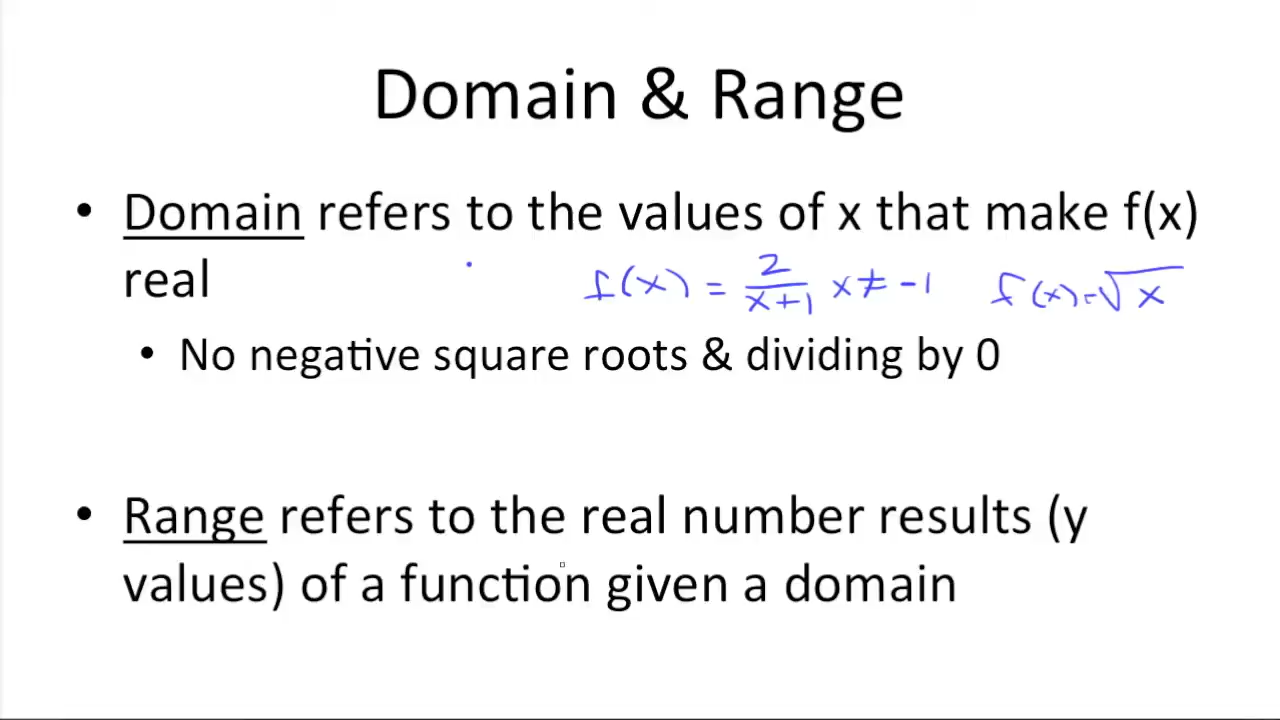 Domain & Range
• Domain refers to the values of x that make f(x)
real
f(x) = 2/(x+1) x ≠ -1 f(x) = √x
• No negative square roots & dividing by 0
• Range refers to the real number results (y
values) of a function given a domain